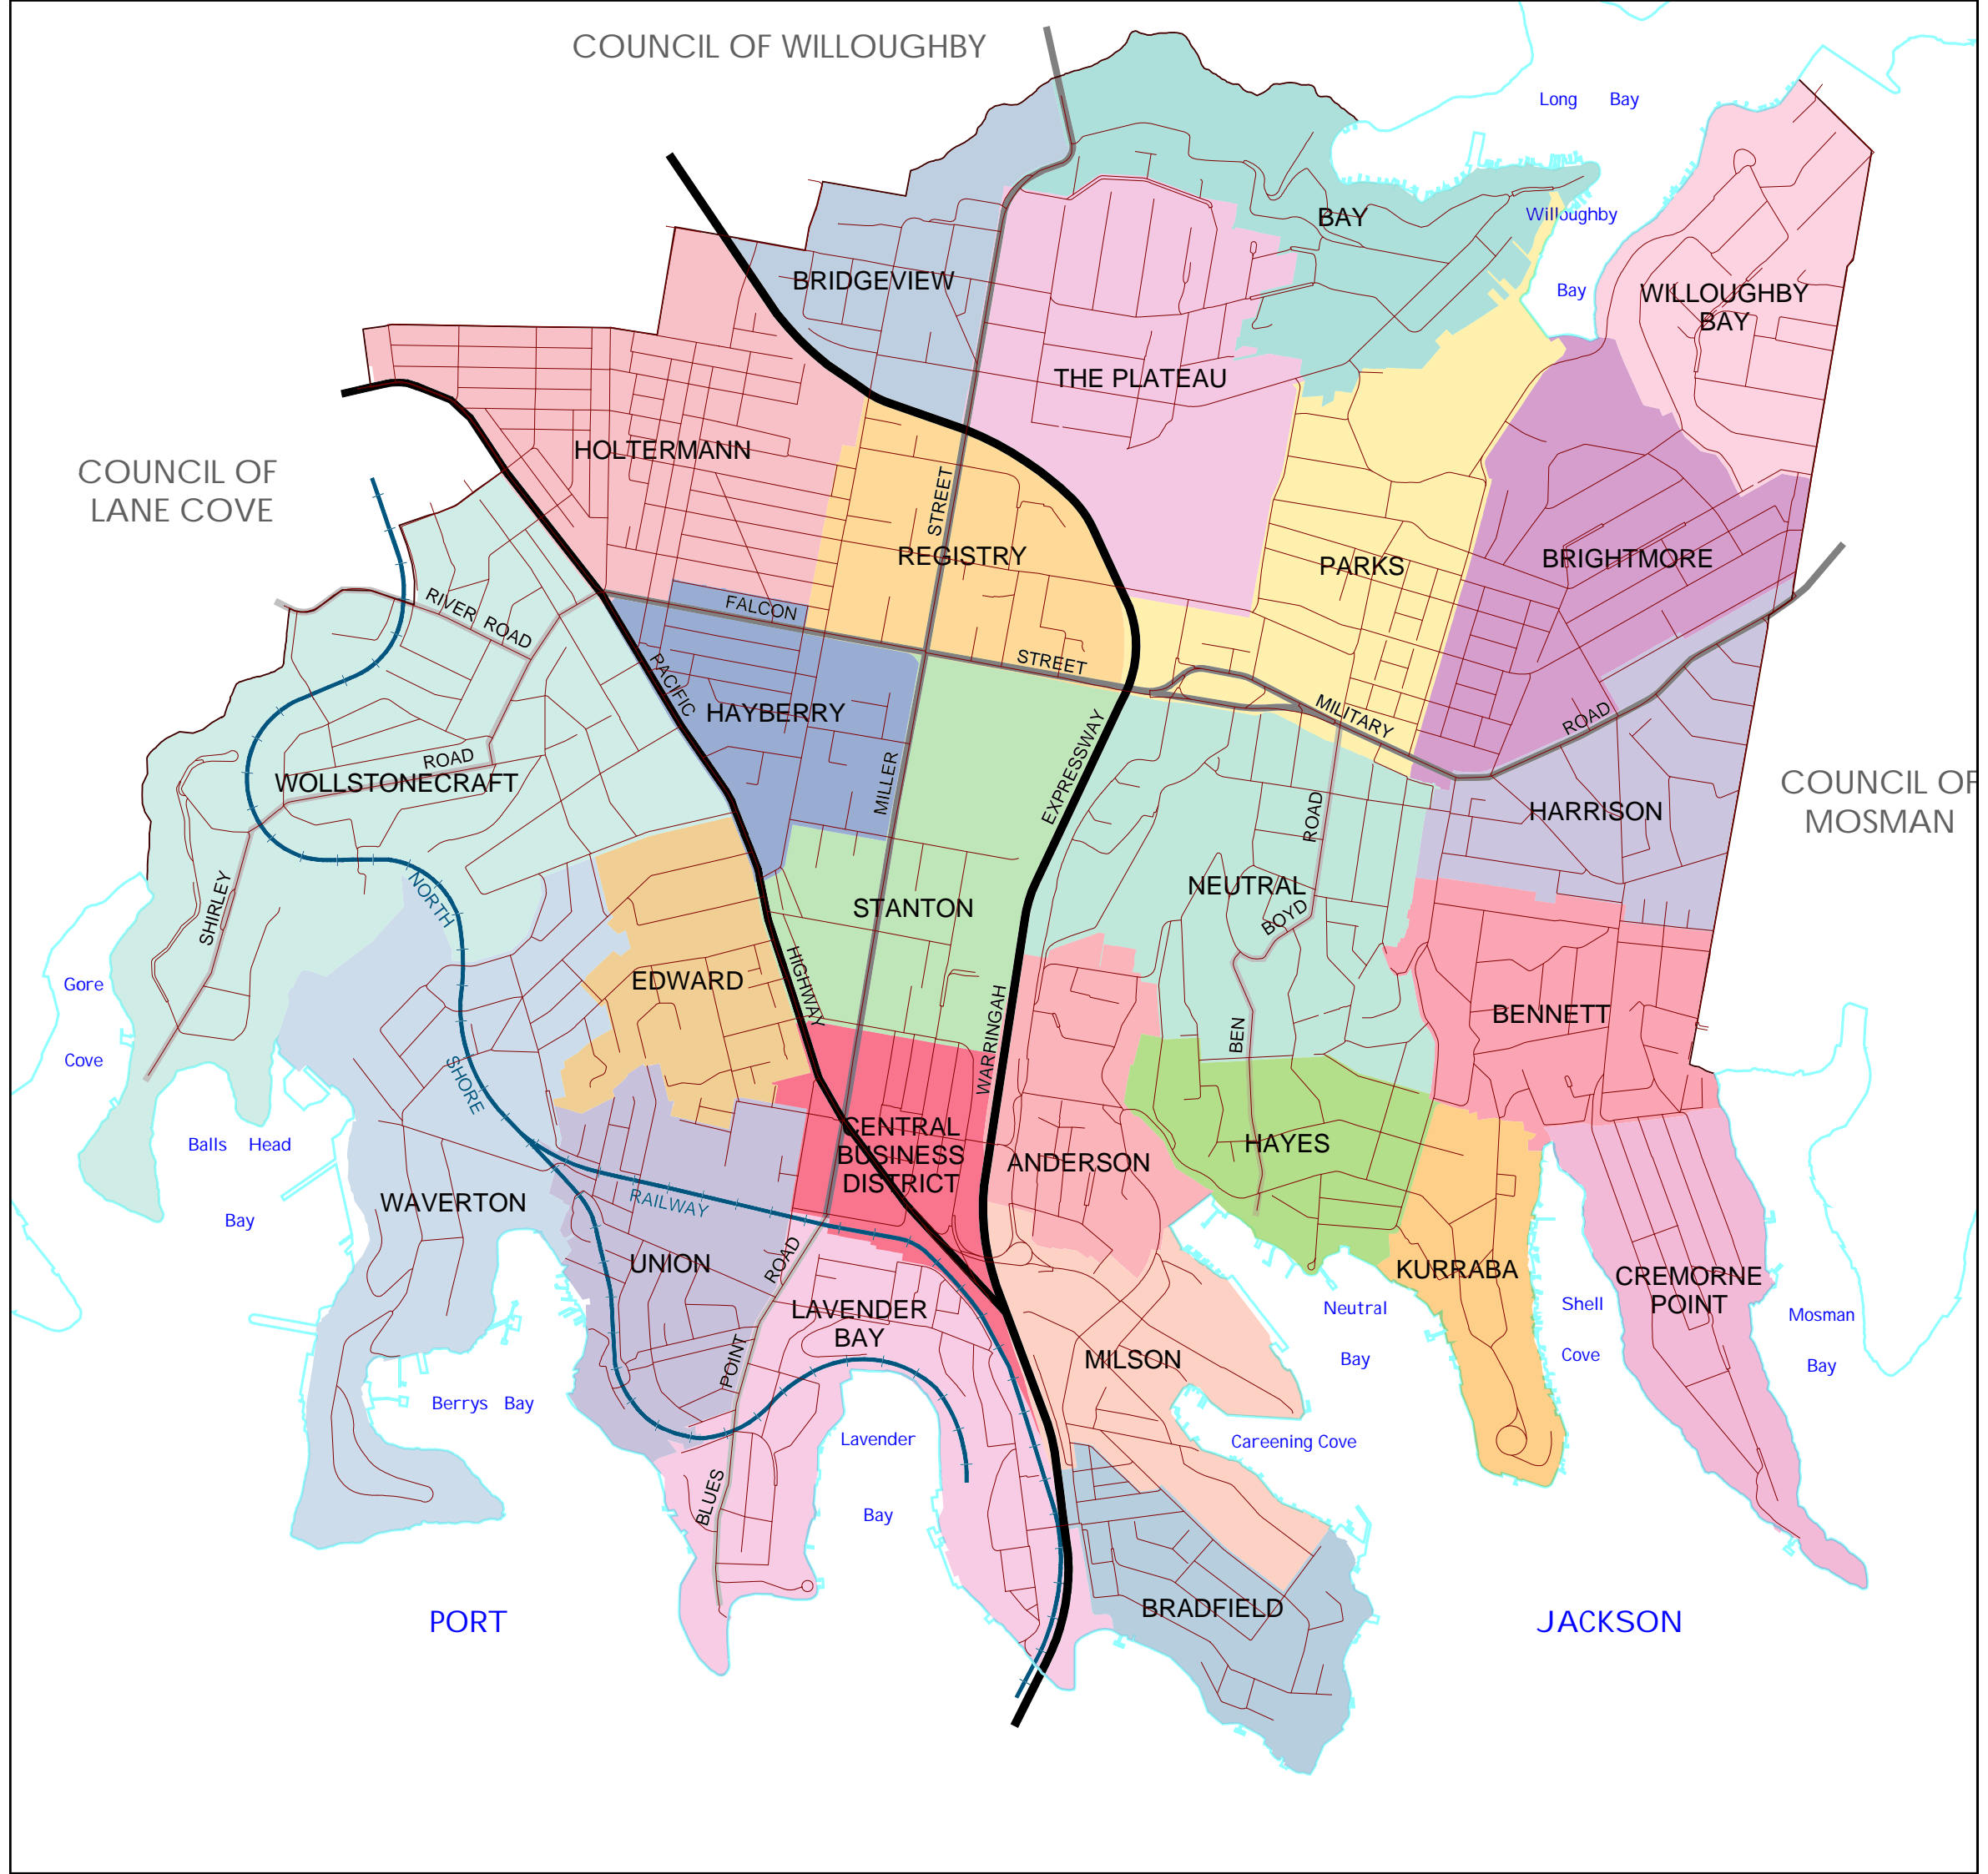 COUNCIL OF WILLOUGHBY
Long Bay
BAY
Willoughby
Bay
BRIDGEVIEW
WILLOUGHBY
BAY
THE PLATEAU
HOLTERMANN
COUNCIL OF
LANE COVE
STREET
REGISTRY
PARKS
BRIGHTMORE
RIVER ROAD
FALCON
STREET
PACIFIC
HAYBERRY
MILITARY
ROAD
EXPRESSWAY
MILLER
ROAD
WOLLSTONECRAFT
COUNCIL OF
MOSMAN
HARRISON
ROAD
NEUTRAL
BOYD
STANTON
SHIRLEY
NORTH
EDWARD
HIGHWAY
Gore
Cove
BENNETT
BEN
WARRINGAH
SHORE
CENTRAL
BUSINESS
DISTRICT
HAYES
ANDERSON
Balls Head
Bay
WAVERTON
RAILWAY
UNION
ROAD
KURRABA
CREMORNE
POINT
LAVENDER
BAY
Neutral
Bay
Shell
Cove
Mosman
Bay
MILSON
POINT
Berrys Bay
Lavender
Bay
Careening Cove
BLUES
BRADFIELD
PORT
JACKSON